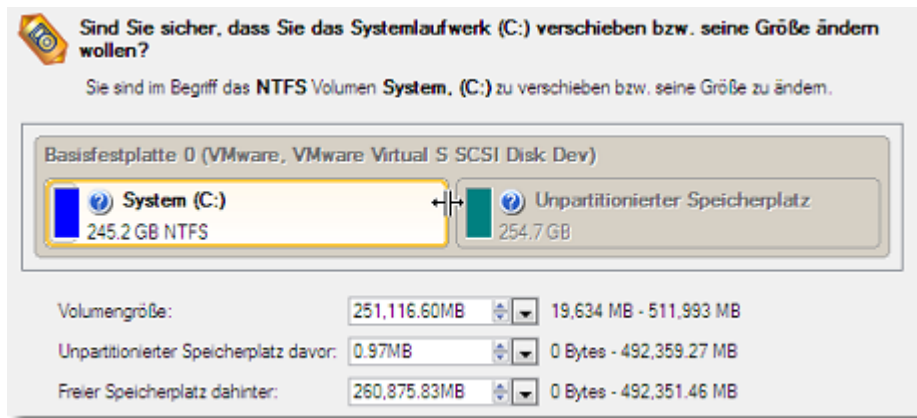 Sind Sie sicher, dass Sie das Systemlaufwerk (C:) verschieben bzw. seine Größe ändern
wollen?
Sie sind im Begriff das NTFS Volumen System, (C:) zu verschieben bzw. seine Größe zu ändern.
Basisfestplatte 0 (VMware, VMware Virtual S SCSI Disk Dev)
System (C:)
245.2 GB NTFS
Unpartitionierter Speicherplatz
254.7 GB
Volumengröße: 251,116.60MB 19,634 MB - 511,993 MB
Unpartitionierter Speicherplatz davor: 0.97MB 0 Bytes - 492,359.27 MB
Freier Speicherplatz dahinter: 260,875.83MB 0 Bytes - 492,351.46 MB